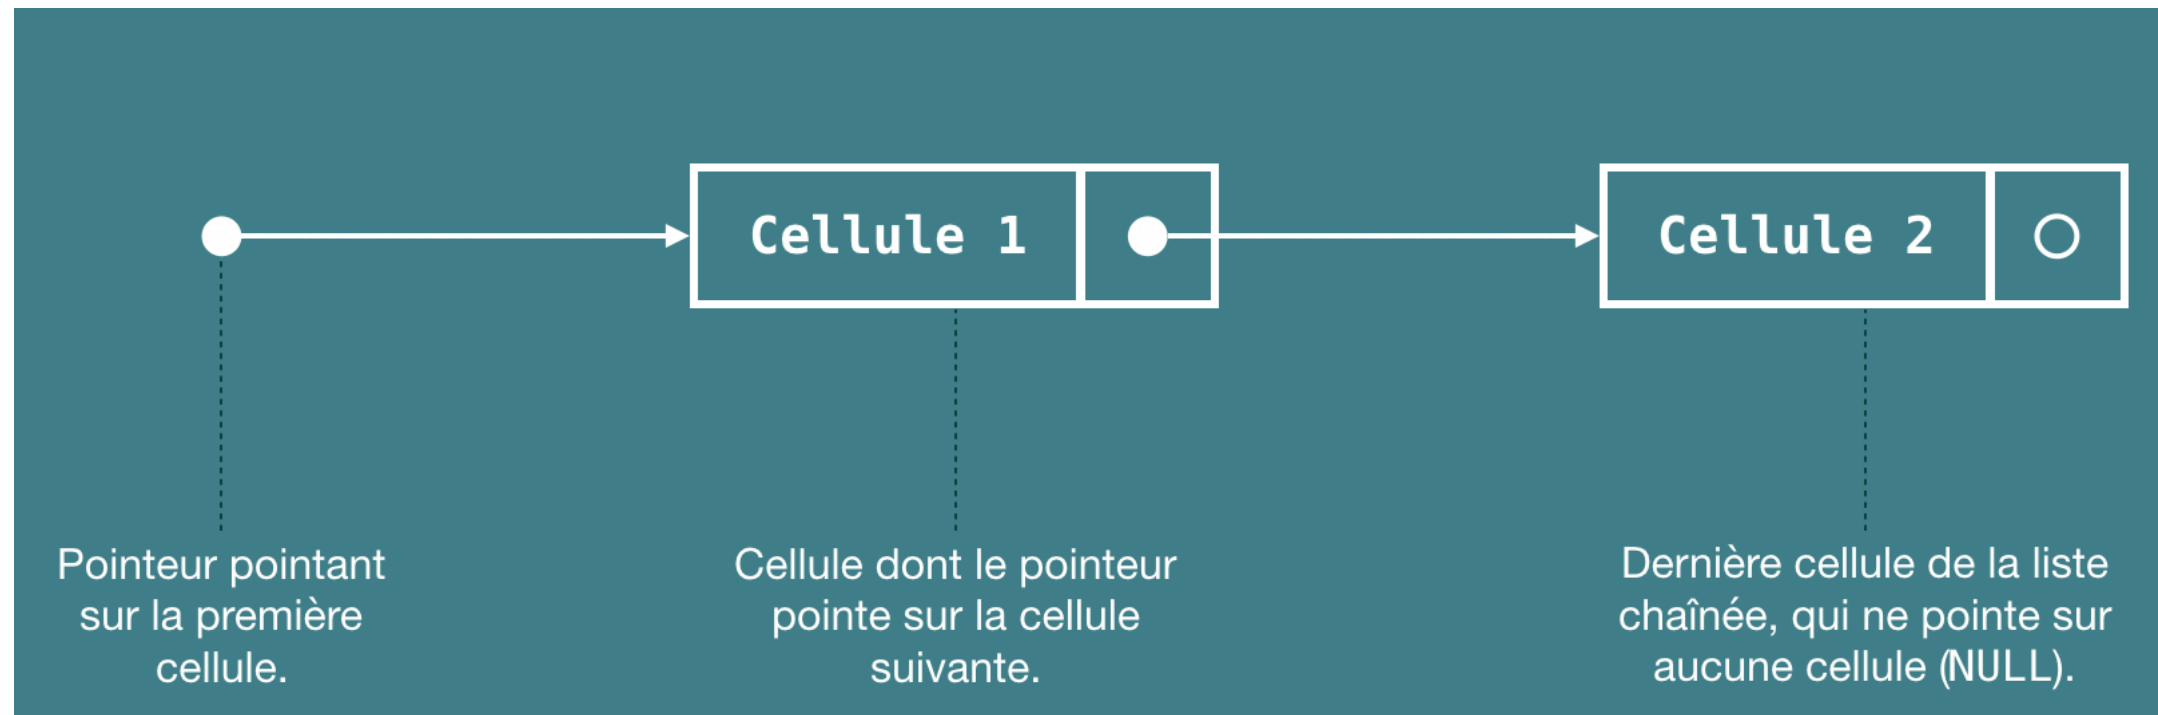 Cellule 1
Cellule 2
Pointeur pointant
sur la première
cellule.
Cellule dont le pointeur
pointe sur la cellule
suivante.
Dernière cellule de la liste
chaînée, qui ne pointe sur
aucune cellule (NULL).